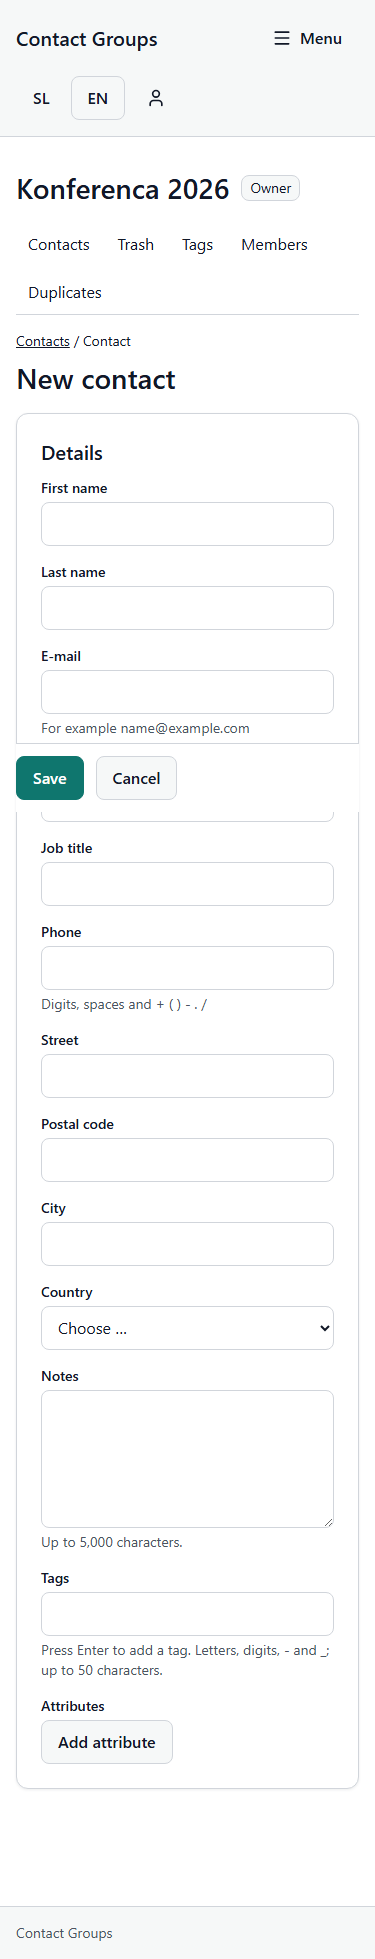 Contact Groups
Menu
SL
EN
Konferenca 2026
Owner
Contacts
Trash
Tags
Members
Duplicates
Contacts / Contact
New contact
Details
First name
Last name
E-mail
For example name@example.com
Save
Cancel
Job title
Phone
Digits, spaces and + ( ) - . /
Street
Postal code
City
Country
Choose ...
Notes
Up to 5,000 characters.
Tags
Press Enter to add a tag. Letters, digits, - and _;
up to 50 characters.
Attributes
Add attribute
Contact Groups